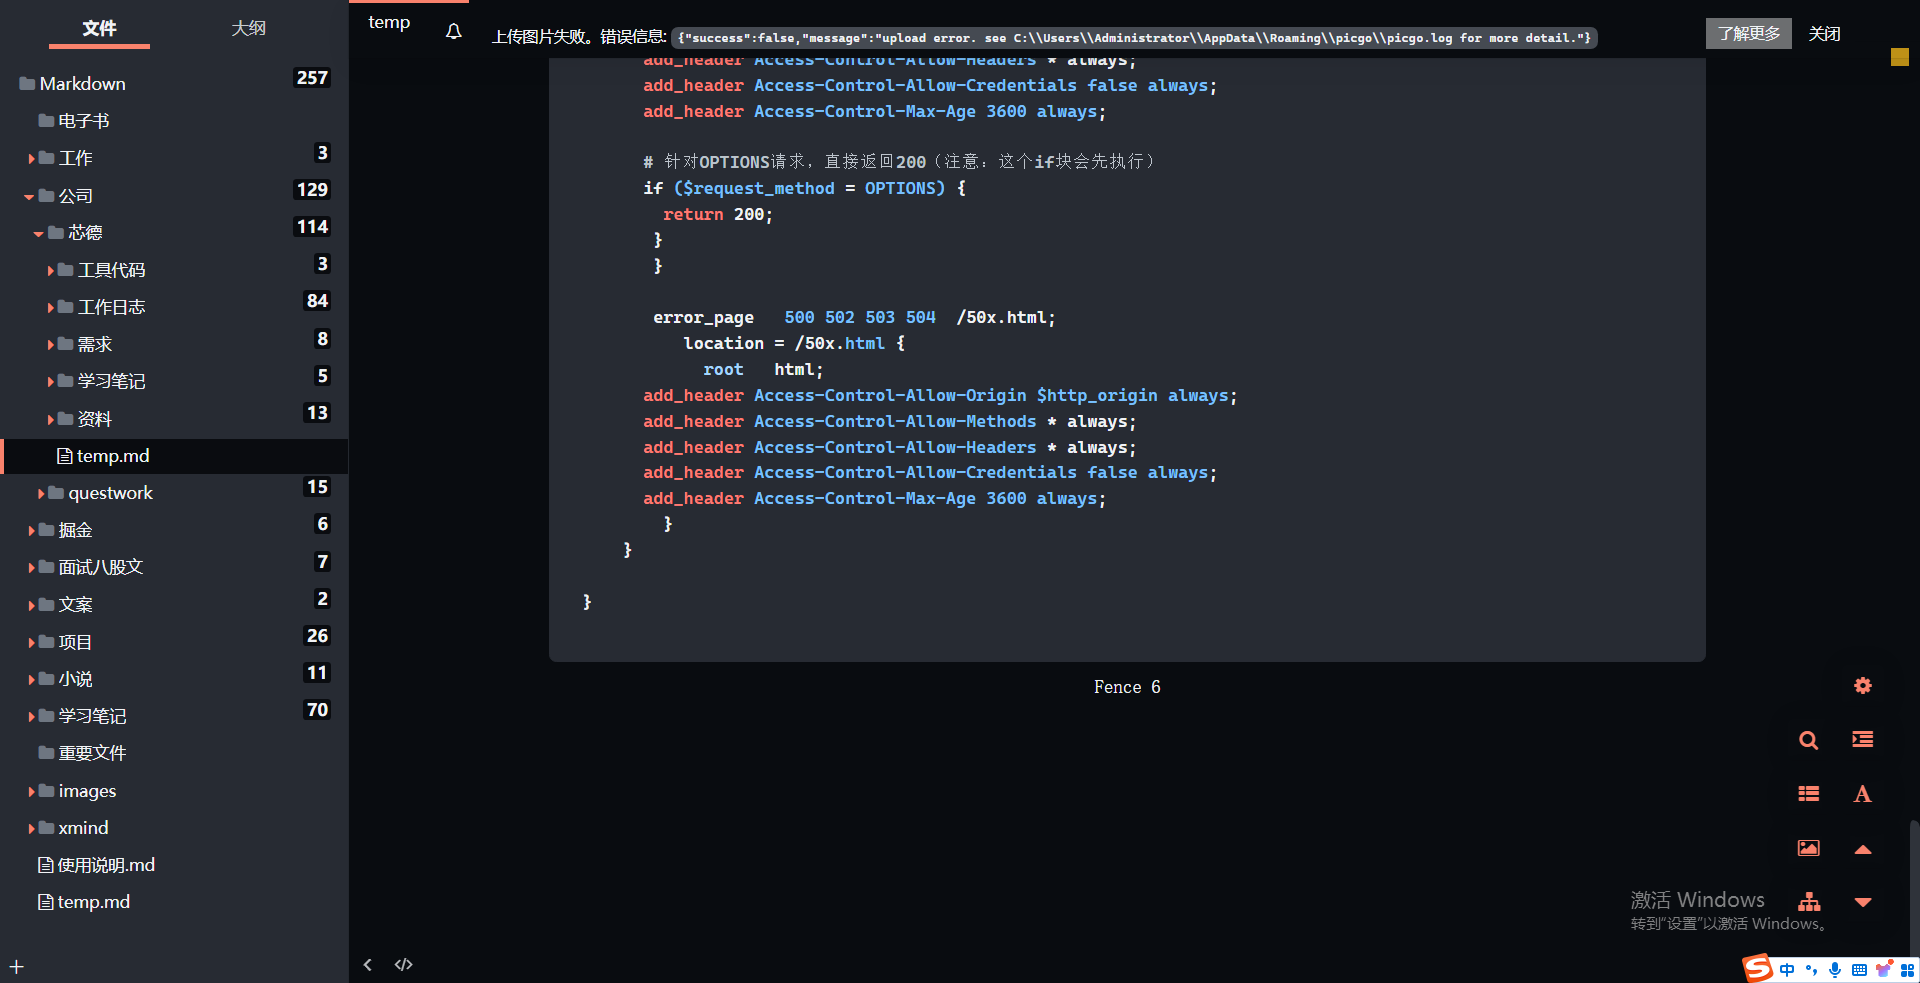 文件
大纲
Markdown 257
电子书
工作 3
公司 129
芯德 114
工具代码 3
工作日志 84
需求 8
学习笔记 5
资料 13
temp.md
questwork 15
掘金 6
面试八股文 7
文案 2
项目 26
小说 11
学习笔记 70
重要文件
images
xmind
使用说明.md
temp.md
temp
上传图片失败。错误信息: {"success":false,"message":"upload error. see C:\\Users\\Administrator\\AppData\\Roaming\\picgo\\picgo.log for more detail."}
了解更多
关闭
add_header Access-Control-Allow-Headers * always;
add_header Access-Control-Allow-Credentials false always;
add_header Access-Control-Max-Age 3600 always;
# 针对OPTIONS请求，直接返回200（注意：这个if块会先执行）
if ($request_method = OPTIONS) {
return 200;
}
}
error_page   500 502 503 504  /50x.html;
location = /50x.html {
root   html;
add_header Access-Control-Allow-Origin $http_origin always;
add_header Access-Control-Allow-Methods * always;
add_header Access-Control-Allow-Headers * always;
add_header Access-Control-Allow-Credentials false always;
add_header Access-Control-Max-Age 3600 always;
}
}
}
Fence 6
激活 Windows
转到"设置"以激活 Windows。
中